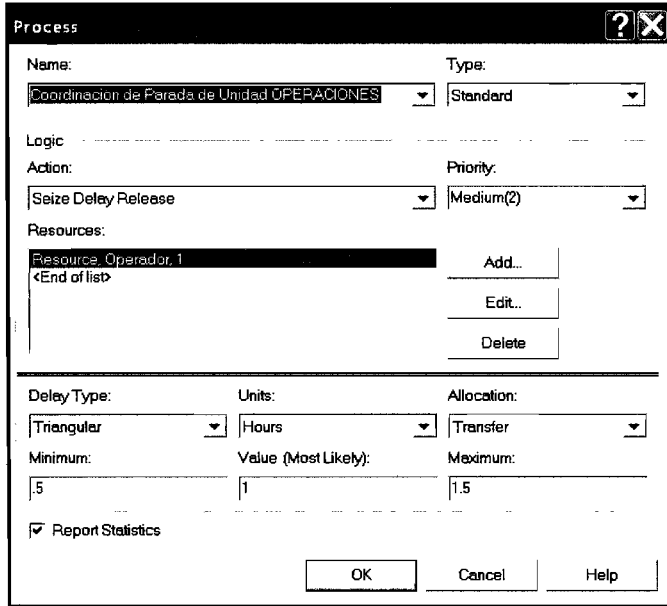 Process
Name: Type:
Coordinacion de Parada de Unidad OPERACIONES Standard
Logic
Action: Priority:
Seize Delay Release Medium(2)
Resources:
Resource, Operador, 1
<End of list>
Add...
Edit...
Delete
Delay Type: Units: Allocation:
Triangular Hours Transfer
Minimum: Value (Most Likely): Maximum:
.5 1 1.5
Report Statistics
OK Cancel Help